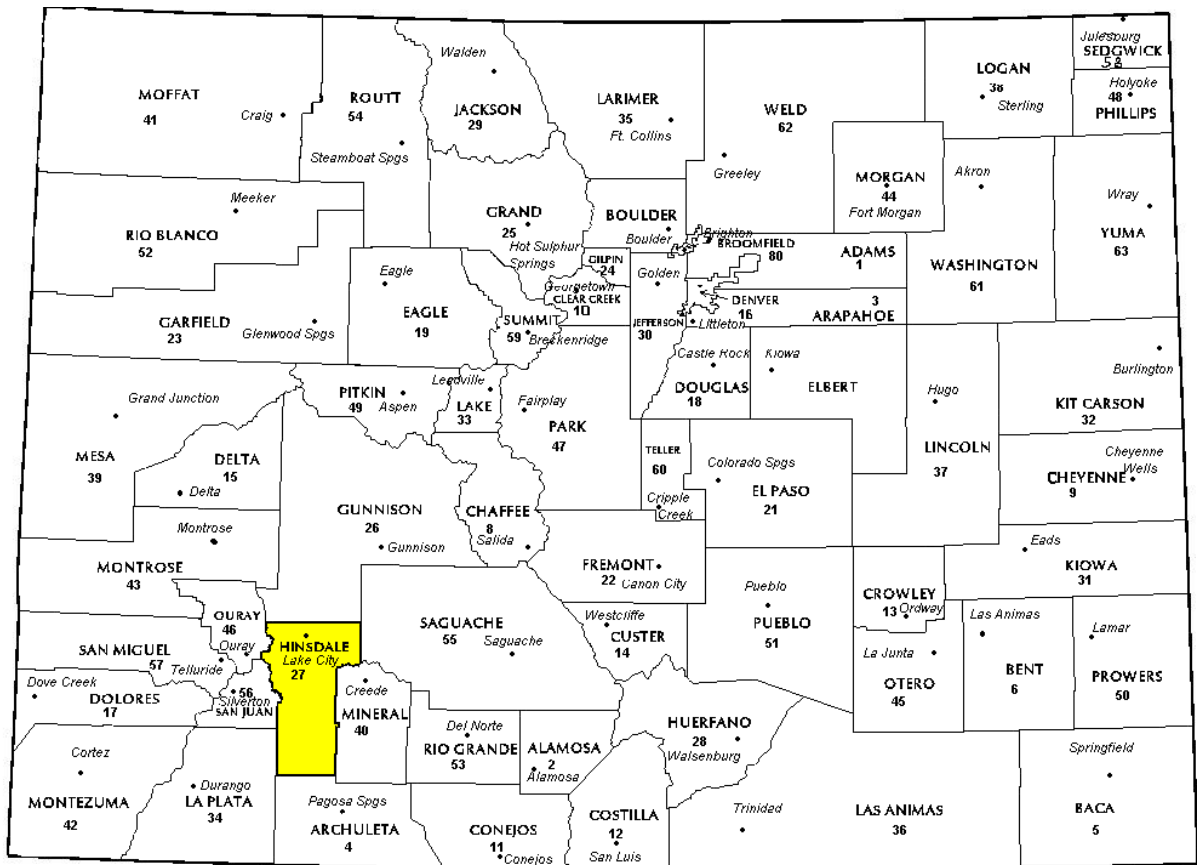 Julesburg
SEDGWICK
58
Walden
LOGAN
38
Sterling
Holyoke
48
PHILLIPS
MOFFAT
41
Craig
ROUTT
54
Steamboat Spgs
JACKSON
29
LARIMER
35
Ft. Collins
WELD
62
Greeley
MORGAN
44
Fort Morgan
Akron
WASHINGTON
61
Wray
YUMA
63
Meeker
RIO BLANCO
52
GRAND
25
Hot Sulphur
Springs
BOULDER
Boulder
Brighton
BROOMFIELD
80
ADAMS
1
GILPIN
24
Golden
Georgetown
CLEAR CREEK
10
JEFFERSON
30
DENVER
16
3
ARAPAHOE
Littleton
Eagle
EAGLE
19
SUMMIT
59
Breckenridge
GARFIELD
23
Glenwood Spgs
Castle Rock
DOUGLAS
18
Kiowa
ELBERT
Hugo
LINCOLN
37
Burlington
KIT CARSON
32
Grand Junction
MESA
39
PITKIN
49
Aspen
Leadville
LAKE
33
Fairplay
PARK
47
DELTA
15
Delta
TELLER
60
Cripple
Creek
Colorado Spgs
EL PASO
21
Cheyenne
Wells
CHEYENNE
9
GUNNISON
26
Gunnison
CHAFFEE
8
Salida
Montrose
MONTROSE
43
FREMONT
22
Canon City
Pueblo
PUEBLO
51
CROWLEY
13
Ordway
Eads
KIOWA
31
OURAY
46
Ouray
SAN MIGUEL
57
Telluride
HINSDALE
Lake City
27
SAGUACHE
55
Saguache
Westcliffe
CUSTER
14
La Junta
OTERO
45
Las Animas
BENT
6
Lamar
PROWERS
50
Dove Creek
DOLORES
17
56
Silverton
SAN JUAN
Creede
MINERAL
40
Del Norte
RIO GRANDE
53
ALAMOSA
2
Alamosa
HUERFANO
28
Walsenburg
Cortez
MONTEZUMA
42
Durango
LA PLATA
34
Pagosa Spgs
ARCHULETA
4
CONEJOS
11
Conejos
COSTILLA
12
San Luis
Trinidad
LAS ANIMAS
36
Springfield
BACA
5